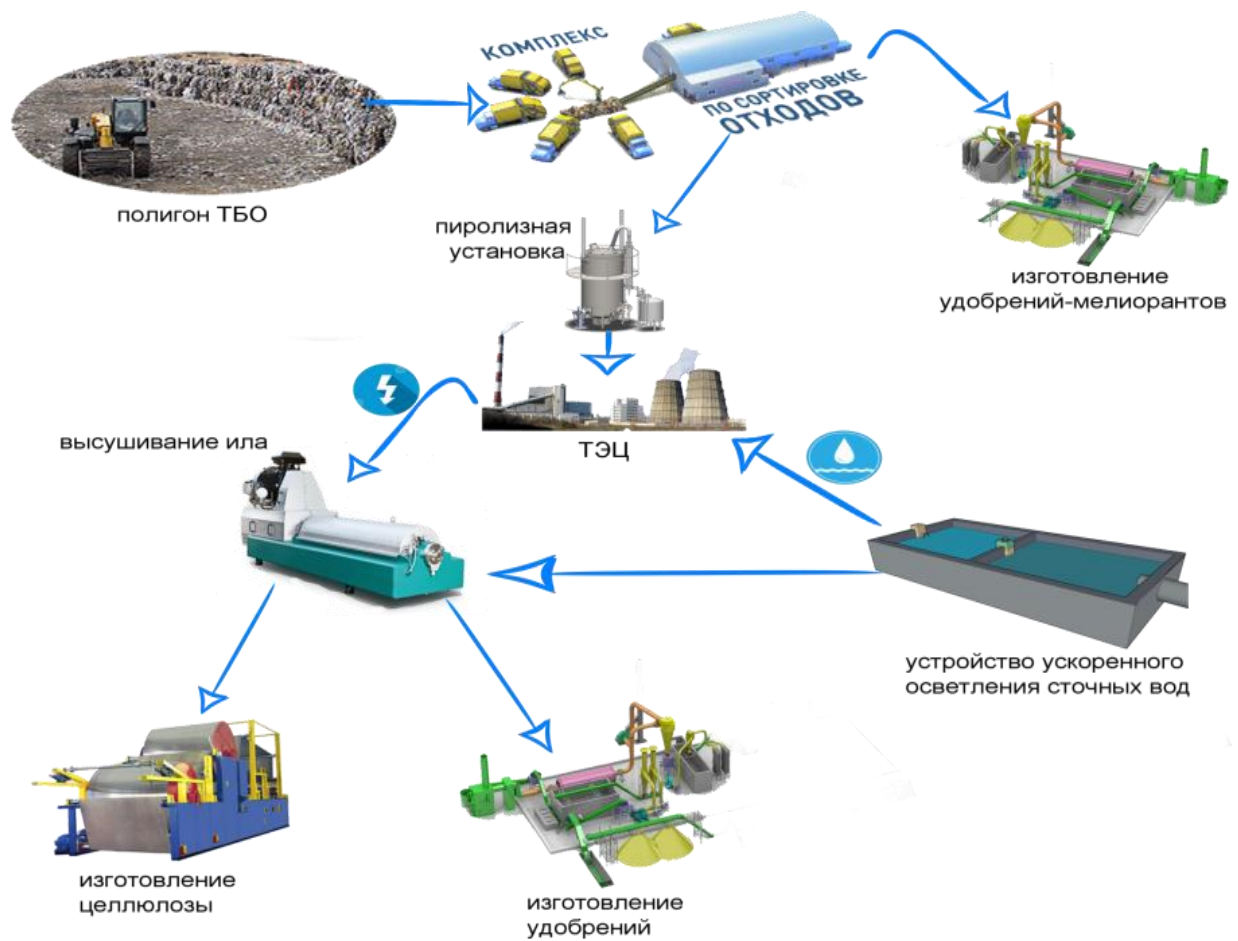 КОМПЛЕКС
ПО СОРТИРОВКЕ
ОТХОДОВ
полигон ТБО
пиролизная
установка
изготовление
удобрений-мелиорантов
ТЭЦ
высушивание ила
устройство ускоренного
осветления сточных вод
изготовление
целлюлозы
изготовление
удобрений